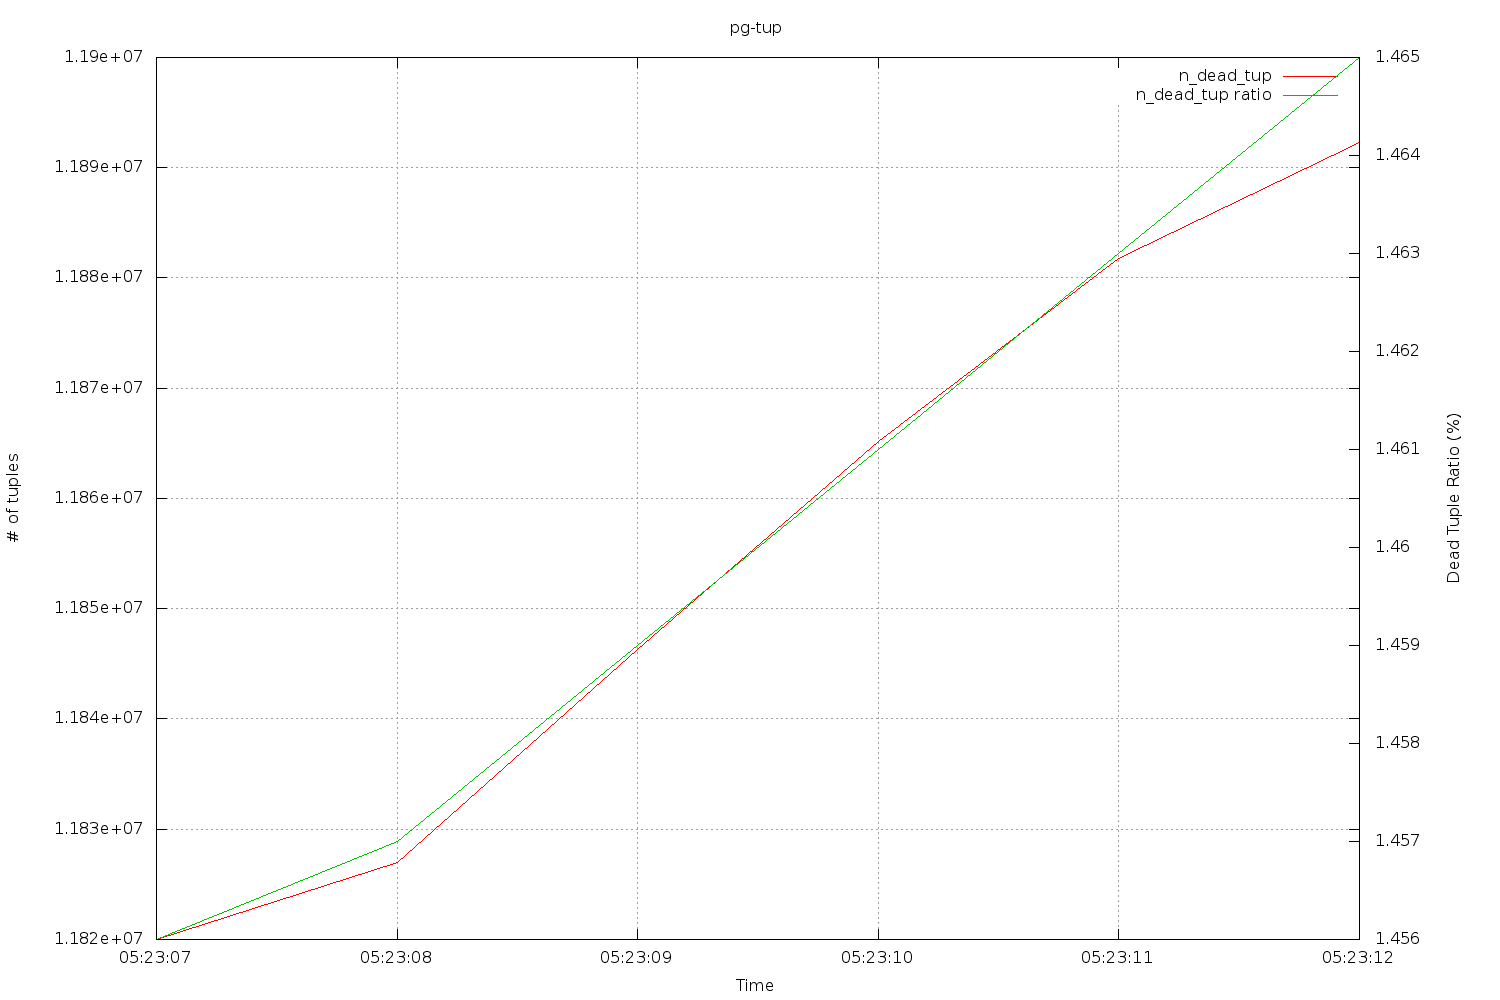 pg-tup
n_dead_tup
n_dead_tup ratio
1.19e+07
1.189e+07
1.188e+07
1.187e+07
1.186e+07
1.185e+07
1.184e+07
1.183e+07
1.182e+07
# of tuples
1.465
1.464
1.463
1.462
1.461
1.46
1.459
1.458
1.457
1.456
Dead Tuple Ratio (%)
05:23:07 05:23:08 05:23:09 05:23:10 05:23:11 05:23:12
Time